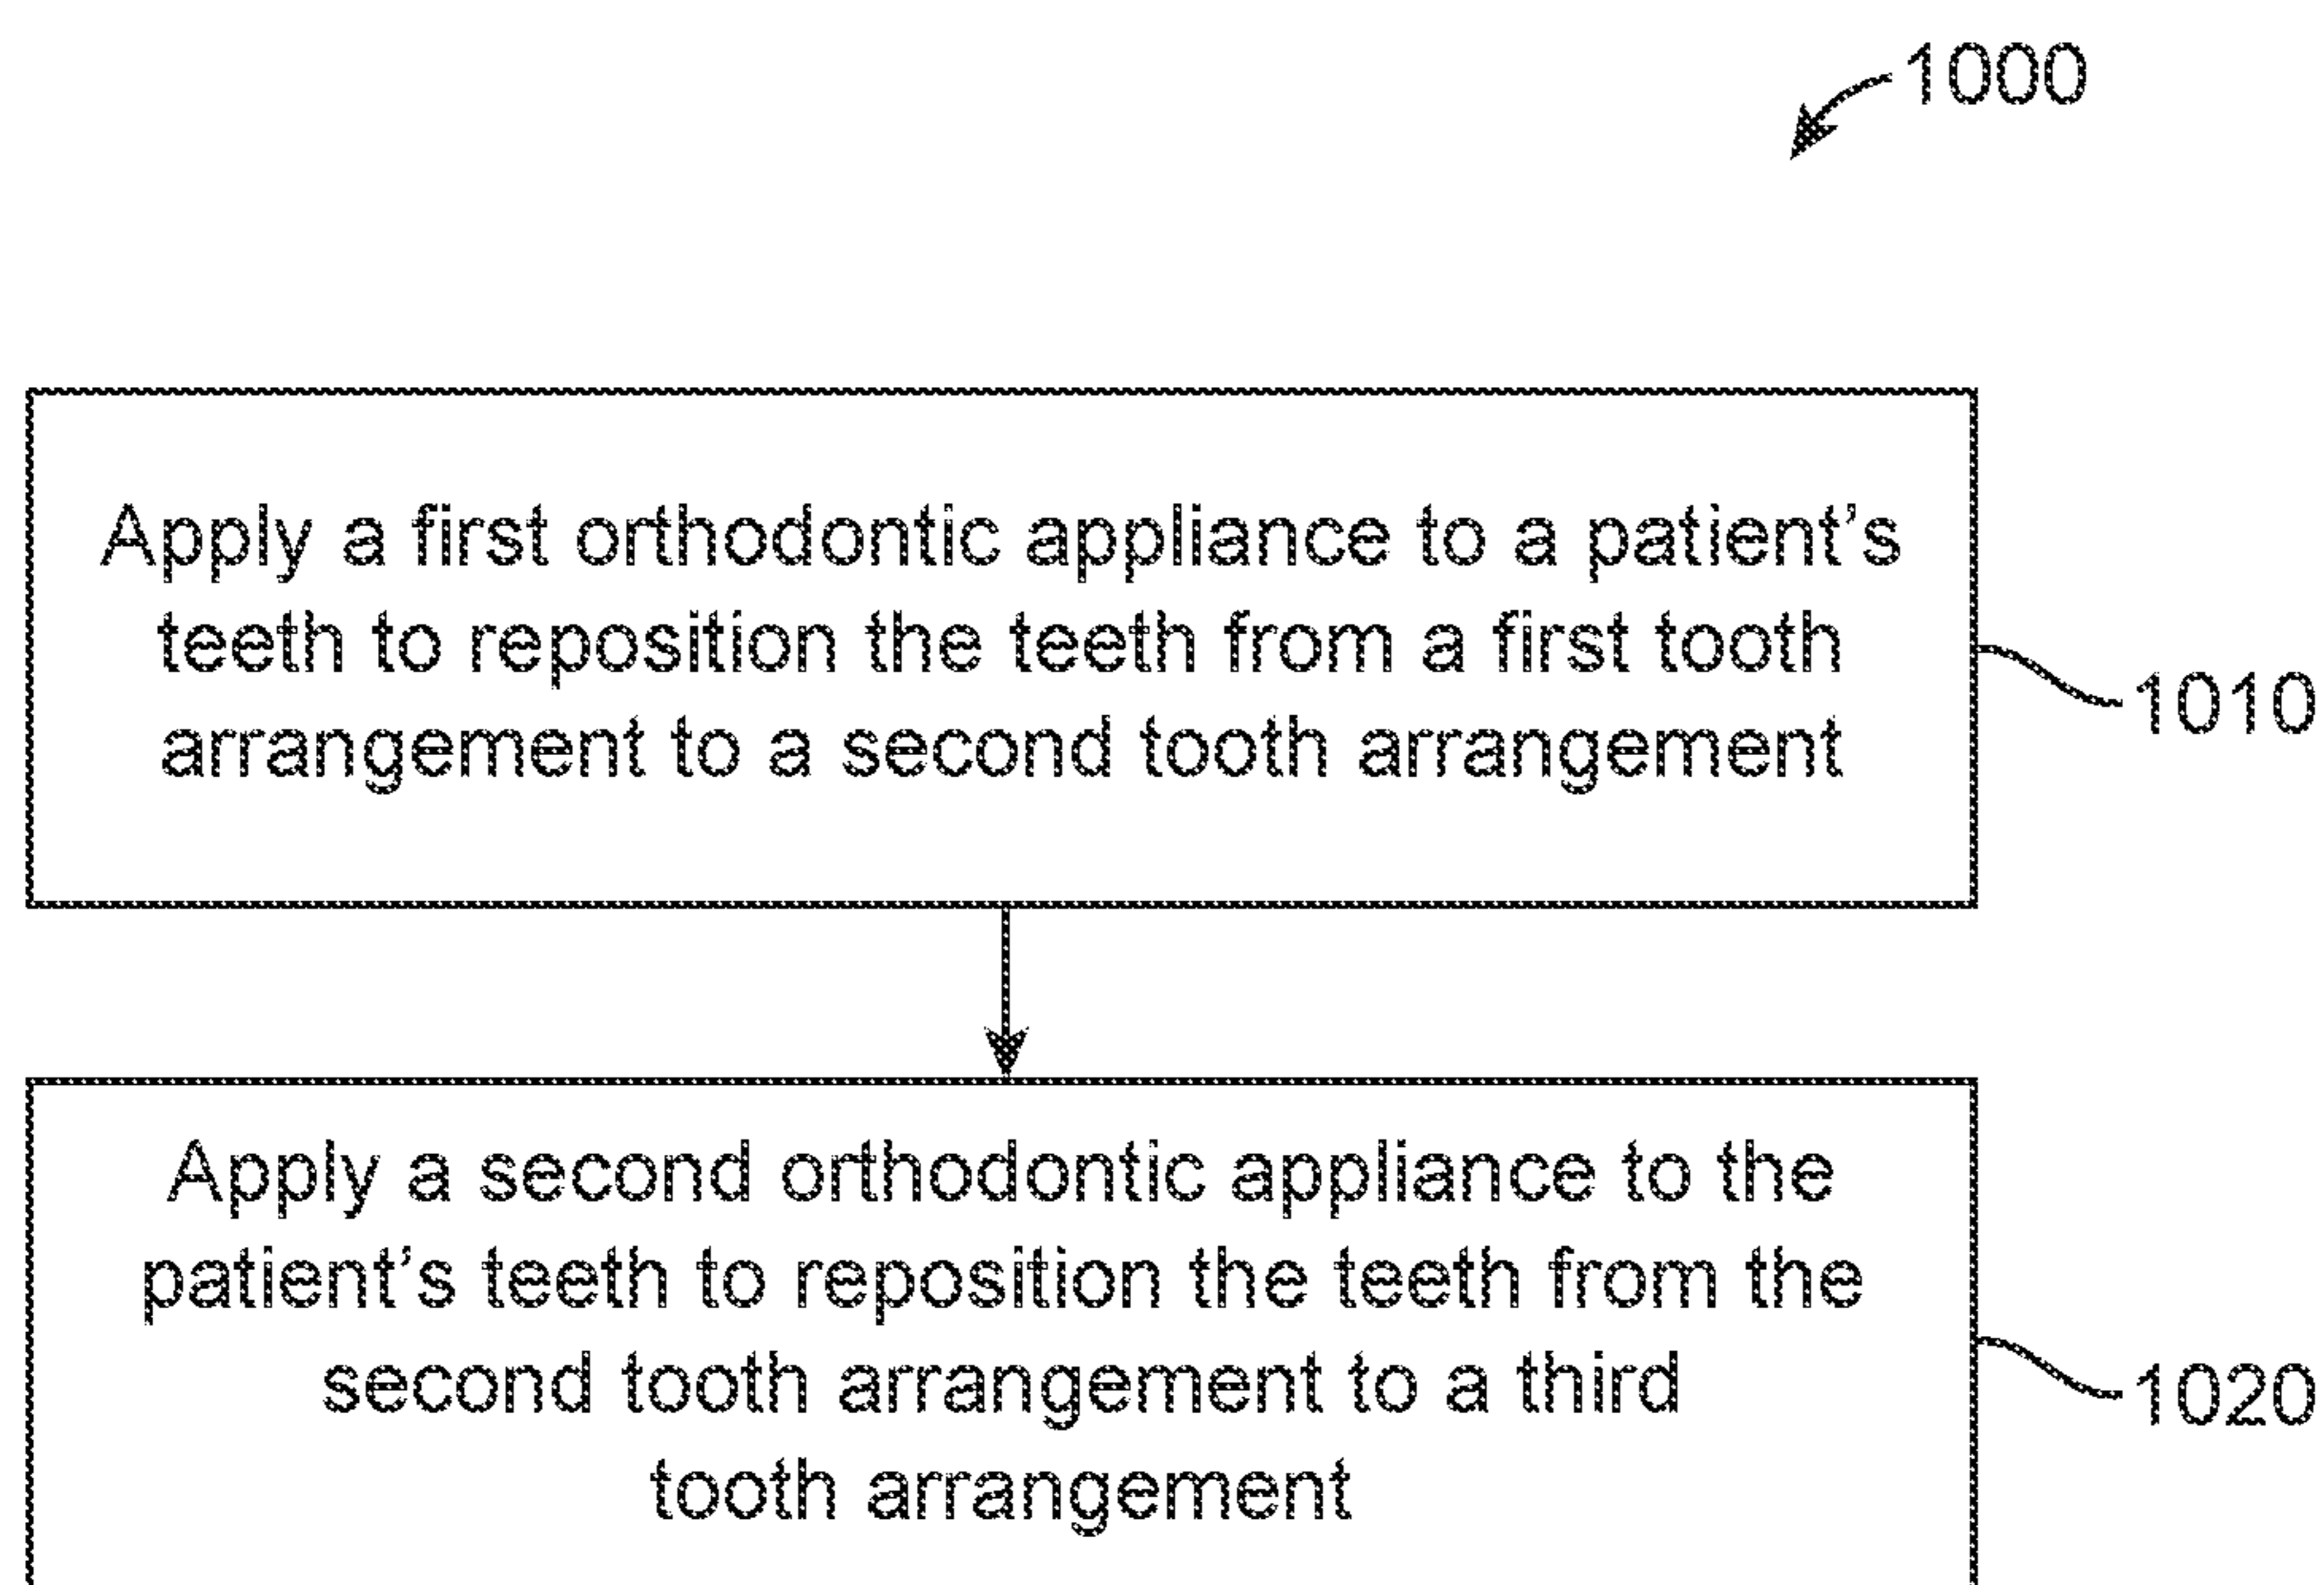 1000
Apply a first orthodontic appliance to a patient’s
teeth to reposition the teeth from a first tooth
arrangement to a second tooth arrangement
1010
Apply a second orthodontic appliance to the
patient’s teeth to reposition the teeth from the
second tooth arrangement to a third
tooth arrangement
1020